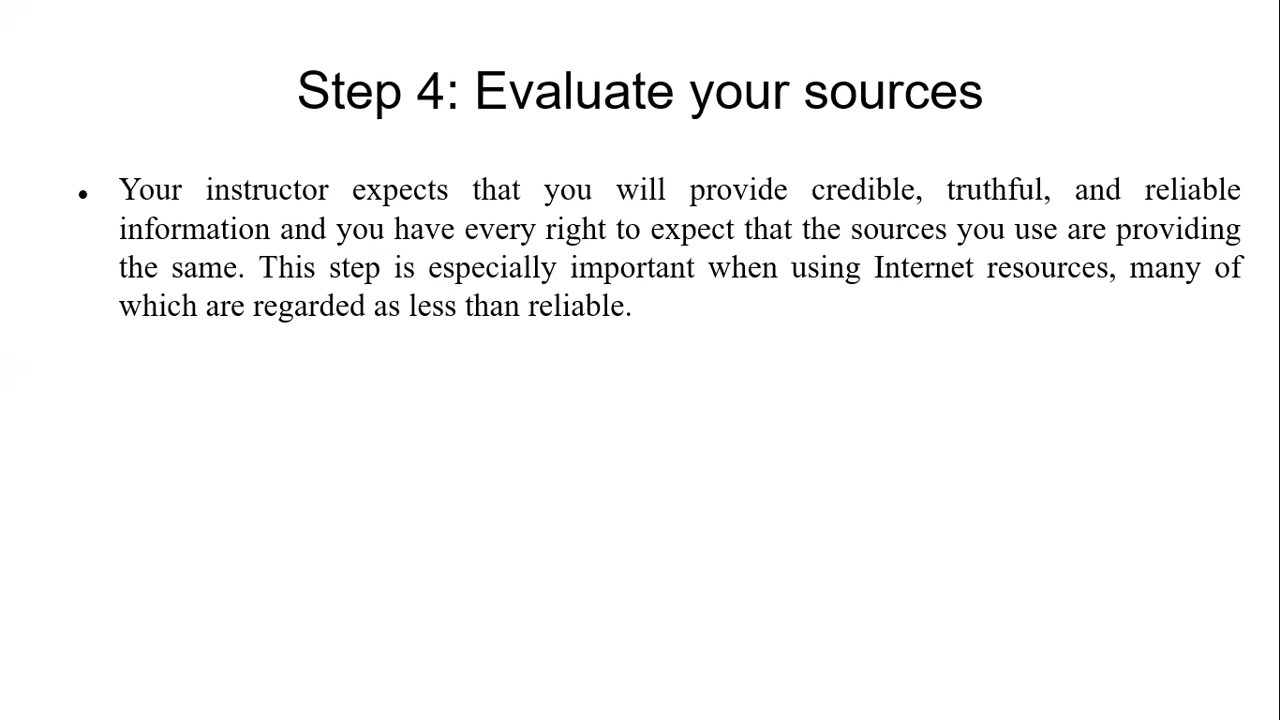 Step 4: Evaluate your sources
• Your instructor expects that you will provide credible, truthful, and reliable
information and you have every right to expect that the sources you use are providing
the same. This step is especially important when using Internet resources, many of
which are regarded as less than reliable.